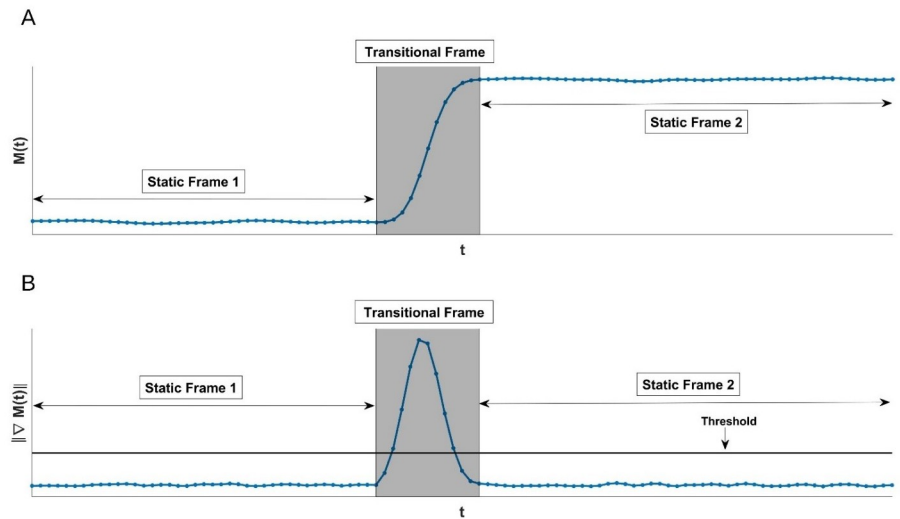 A
Transitional Frame
M(t)
Static Frame 1
Static Frame 2
t
B
Transitional Frame
‖∇ M(t)‖
Static Frame 1
Static Frame 2
Threshold
t